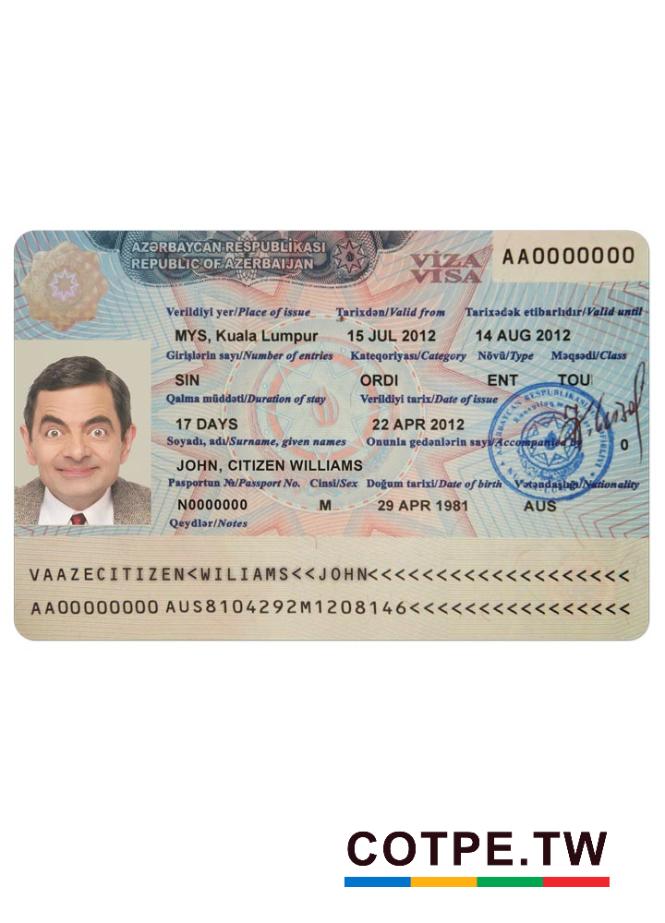 AZƏRBAYCAN RESPUBLİKASI
REPUBLIC OF AZERBAIJAN
VİZA
VISA
AA0000000
Verildiyi yer/Place of issue Tarixdən/Valid from Tarixədək etibarlıdır/Valid until
MYS, Kuala Lumpur 15 JUL 2012 14 AUG 2012
Girişlərin sayı/Number of entries Kateqoriyası/Category Növü/Type Məqsədi/Class
SIN ORDI ENT TOU
Qalma müddəti/Duration of stay Verildiyi tarix/Date of issue
17 DAYS 22 APR 2012
Soyadı, adı/Surname, given names Onunla gedənlərin sayı/Accompanied by
0
JOHN, CITIZEN WILLIAMS
Pasportun №/Passport No. Cinsi/Sex Doğum tarixi/Date of birth Vətəndaşlığı/Nationality
N0000000 M 29 APR 1981 AUS
Qeydlər/Notes
VAAZECITIZEN<WILIAMS<<JOHN<<<<<<<<<<<<<<<<<<<<
AA00000000 AUS8104292M1208146<<<<<<<<<<<<<<<<<
COTPE.TW